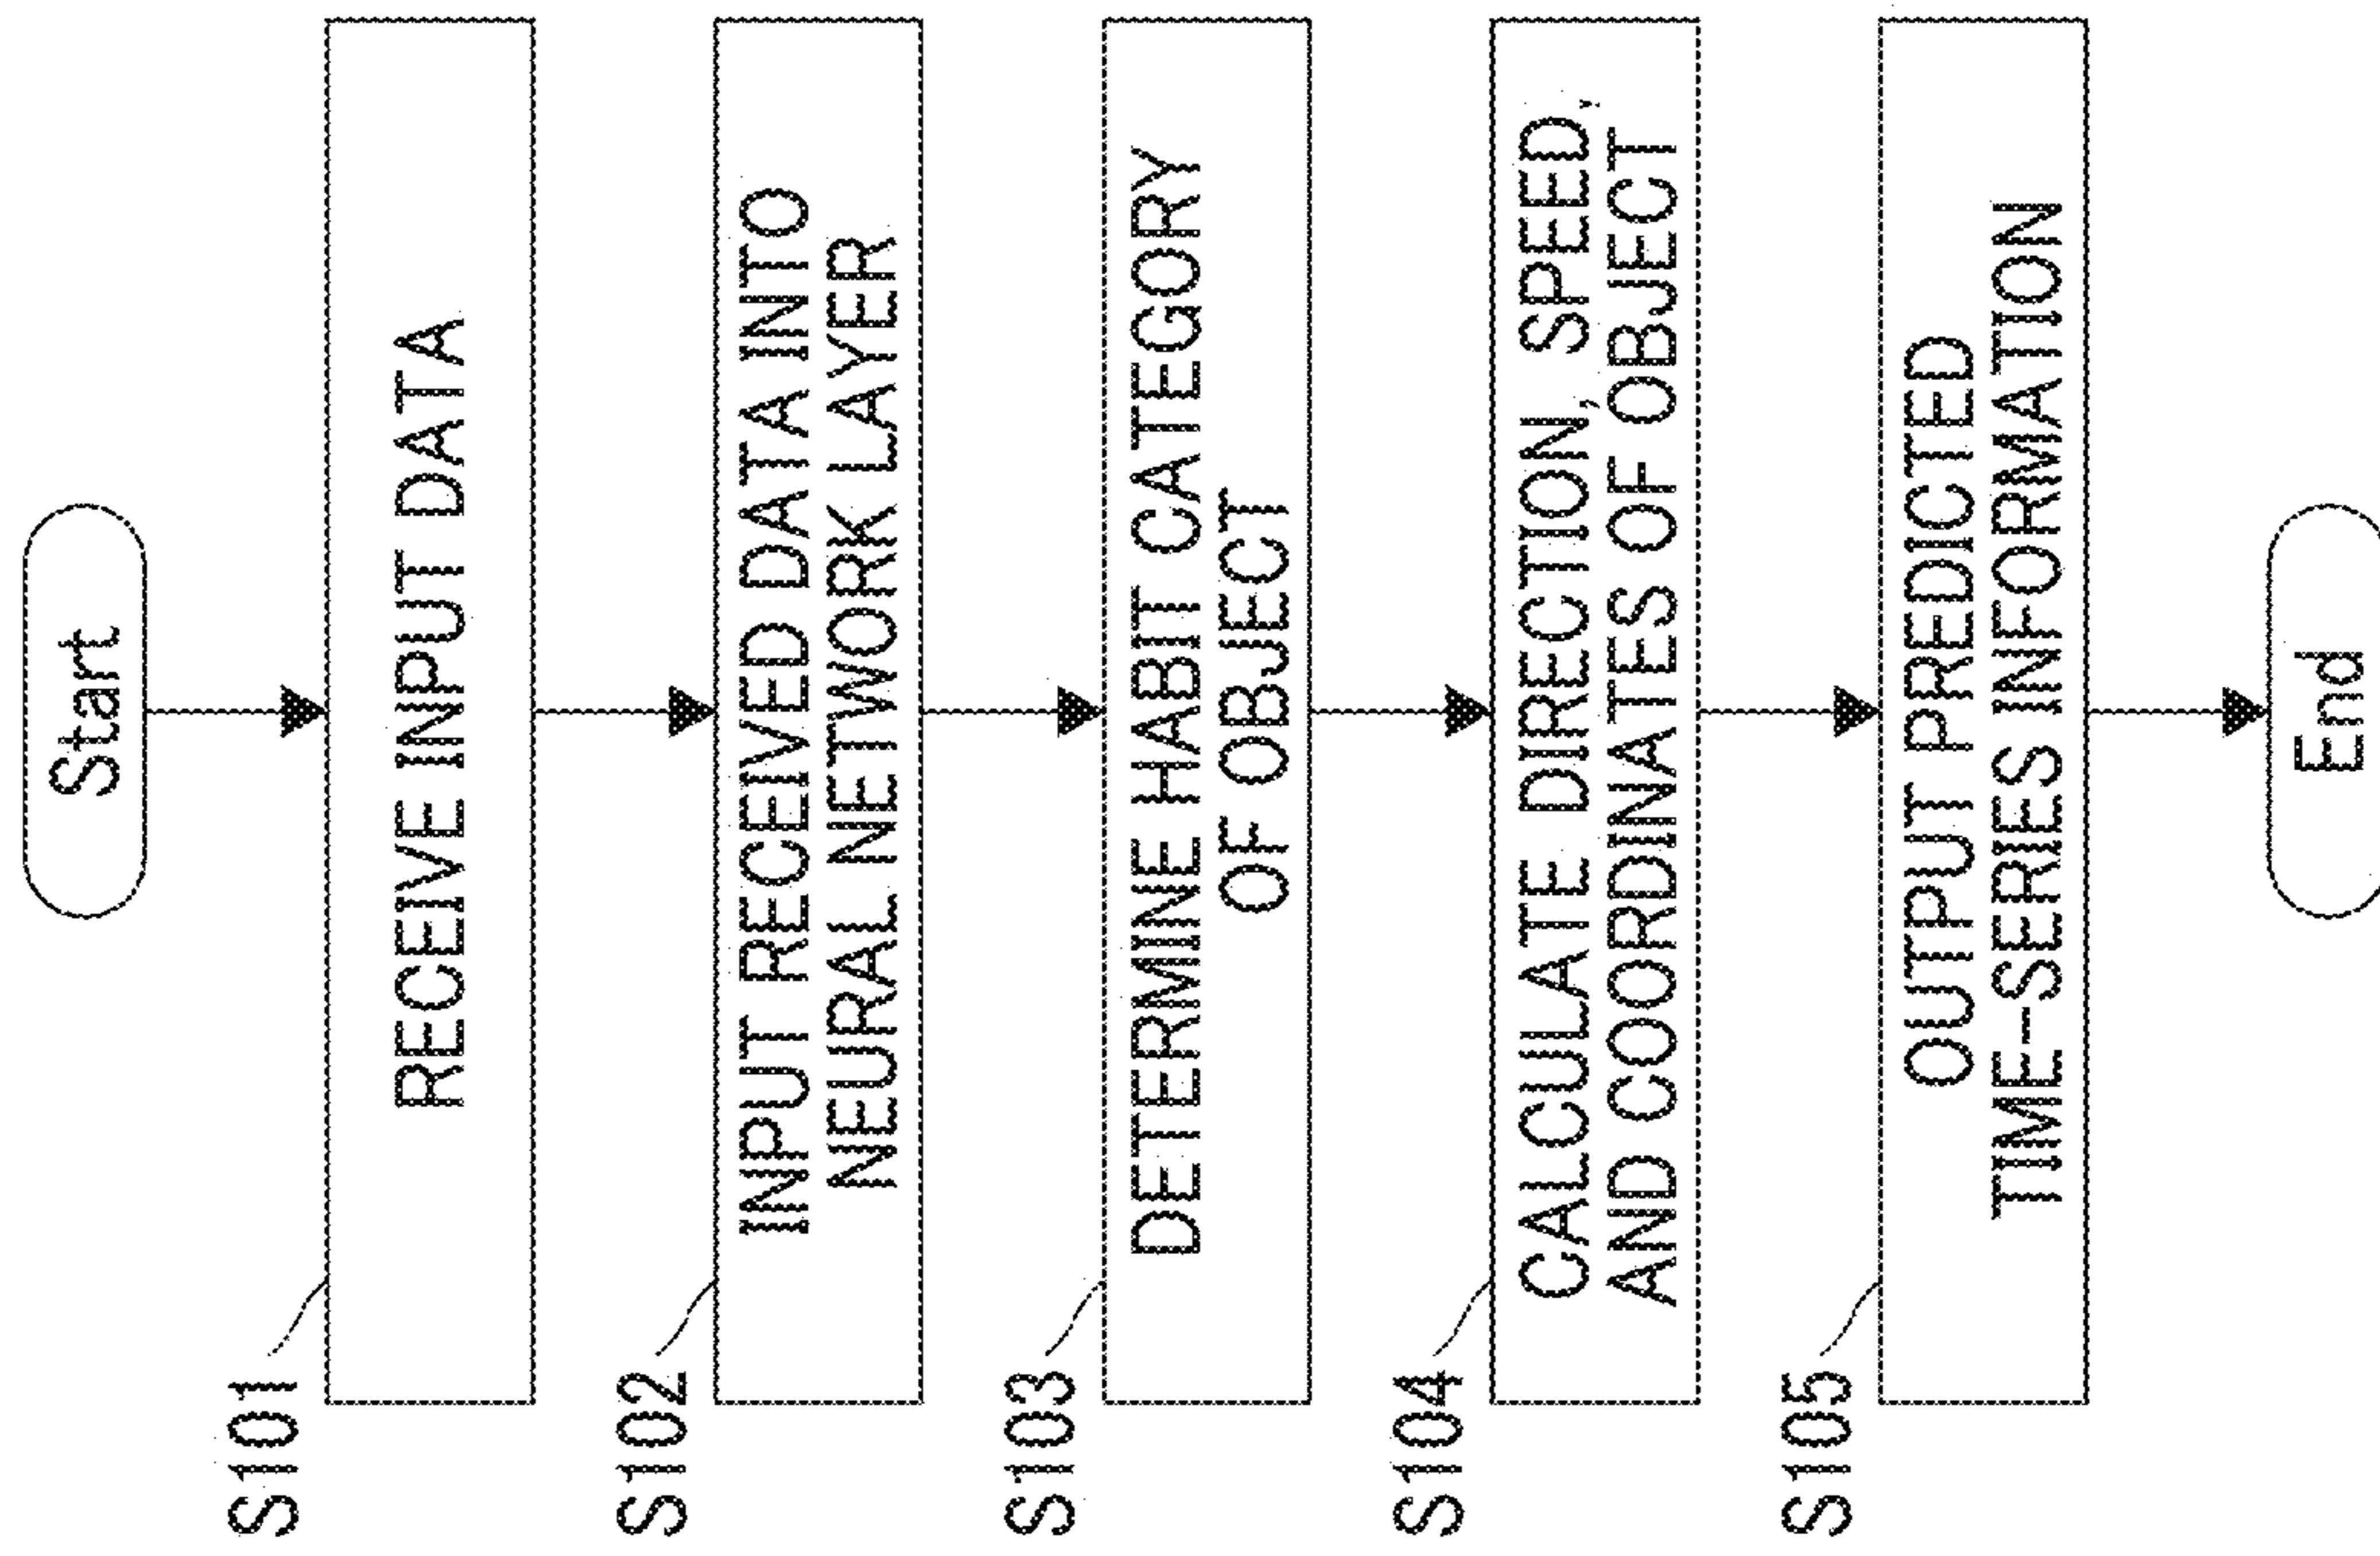 Start
S101
RECEIVE INPUT DATA
S102
INPUT RECEIVED DATA INTO
NEURAL NETWORK LAYER
S103
DETERMINE HABIT CATEGORY
OF OBJECT
S104
CALCULATE DIRECTION, SPEED,
AND COORDINATES OF OBJECT
S105
OUTPUT PREDICTED
TIME-SERIES INFORMATION
End